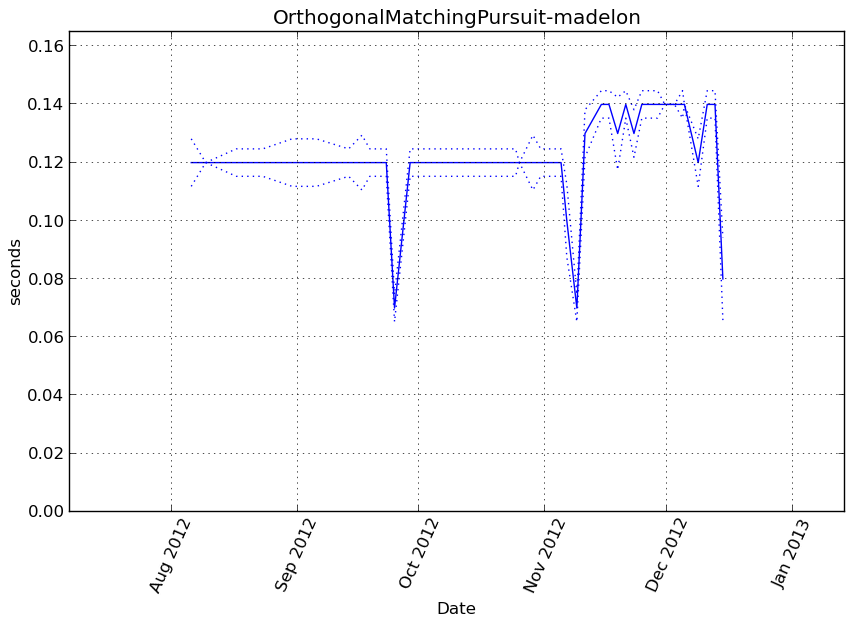 OrthogonalMatchingPursuit-madelon
0.16
0.14
0.12
0.10
0.08
0.06
0.04
0.02
0.00
seconds
Aug 2012
Sep 2012
Oct 2012
Nov 2012
Dec 2012
Jan 2013
Date